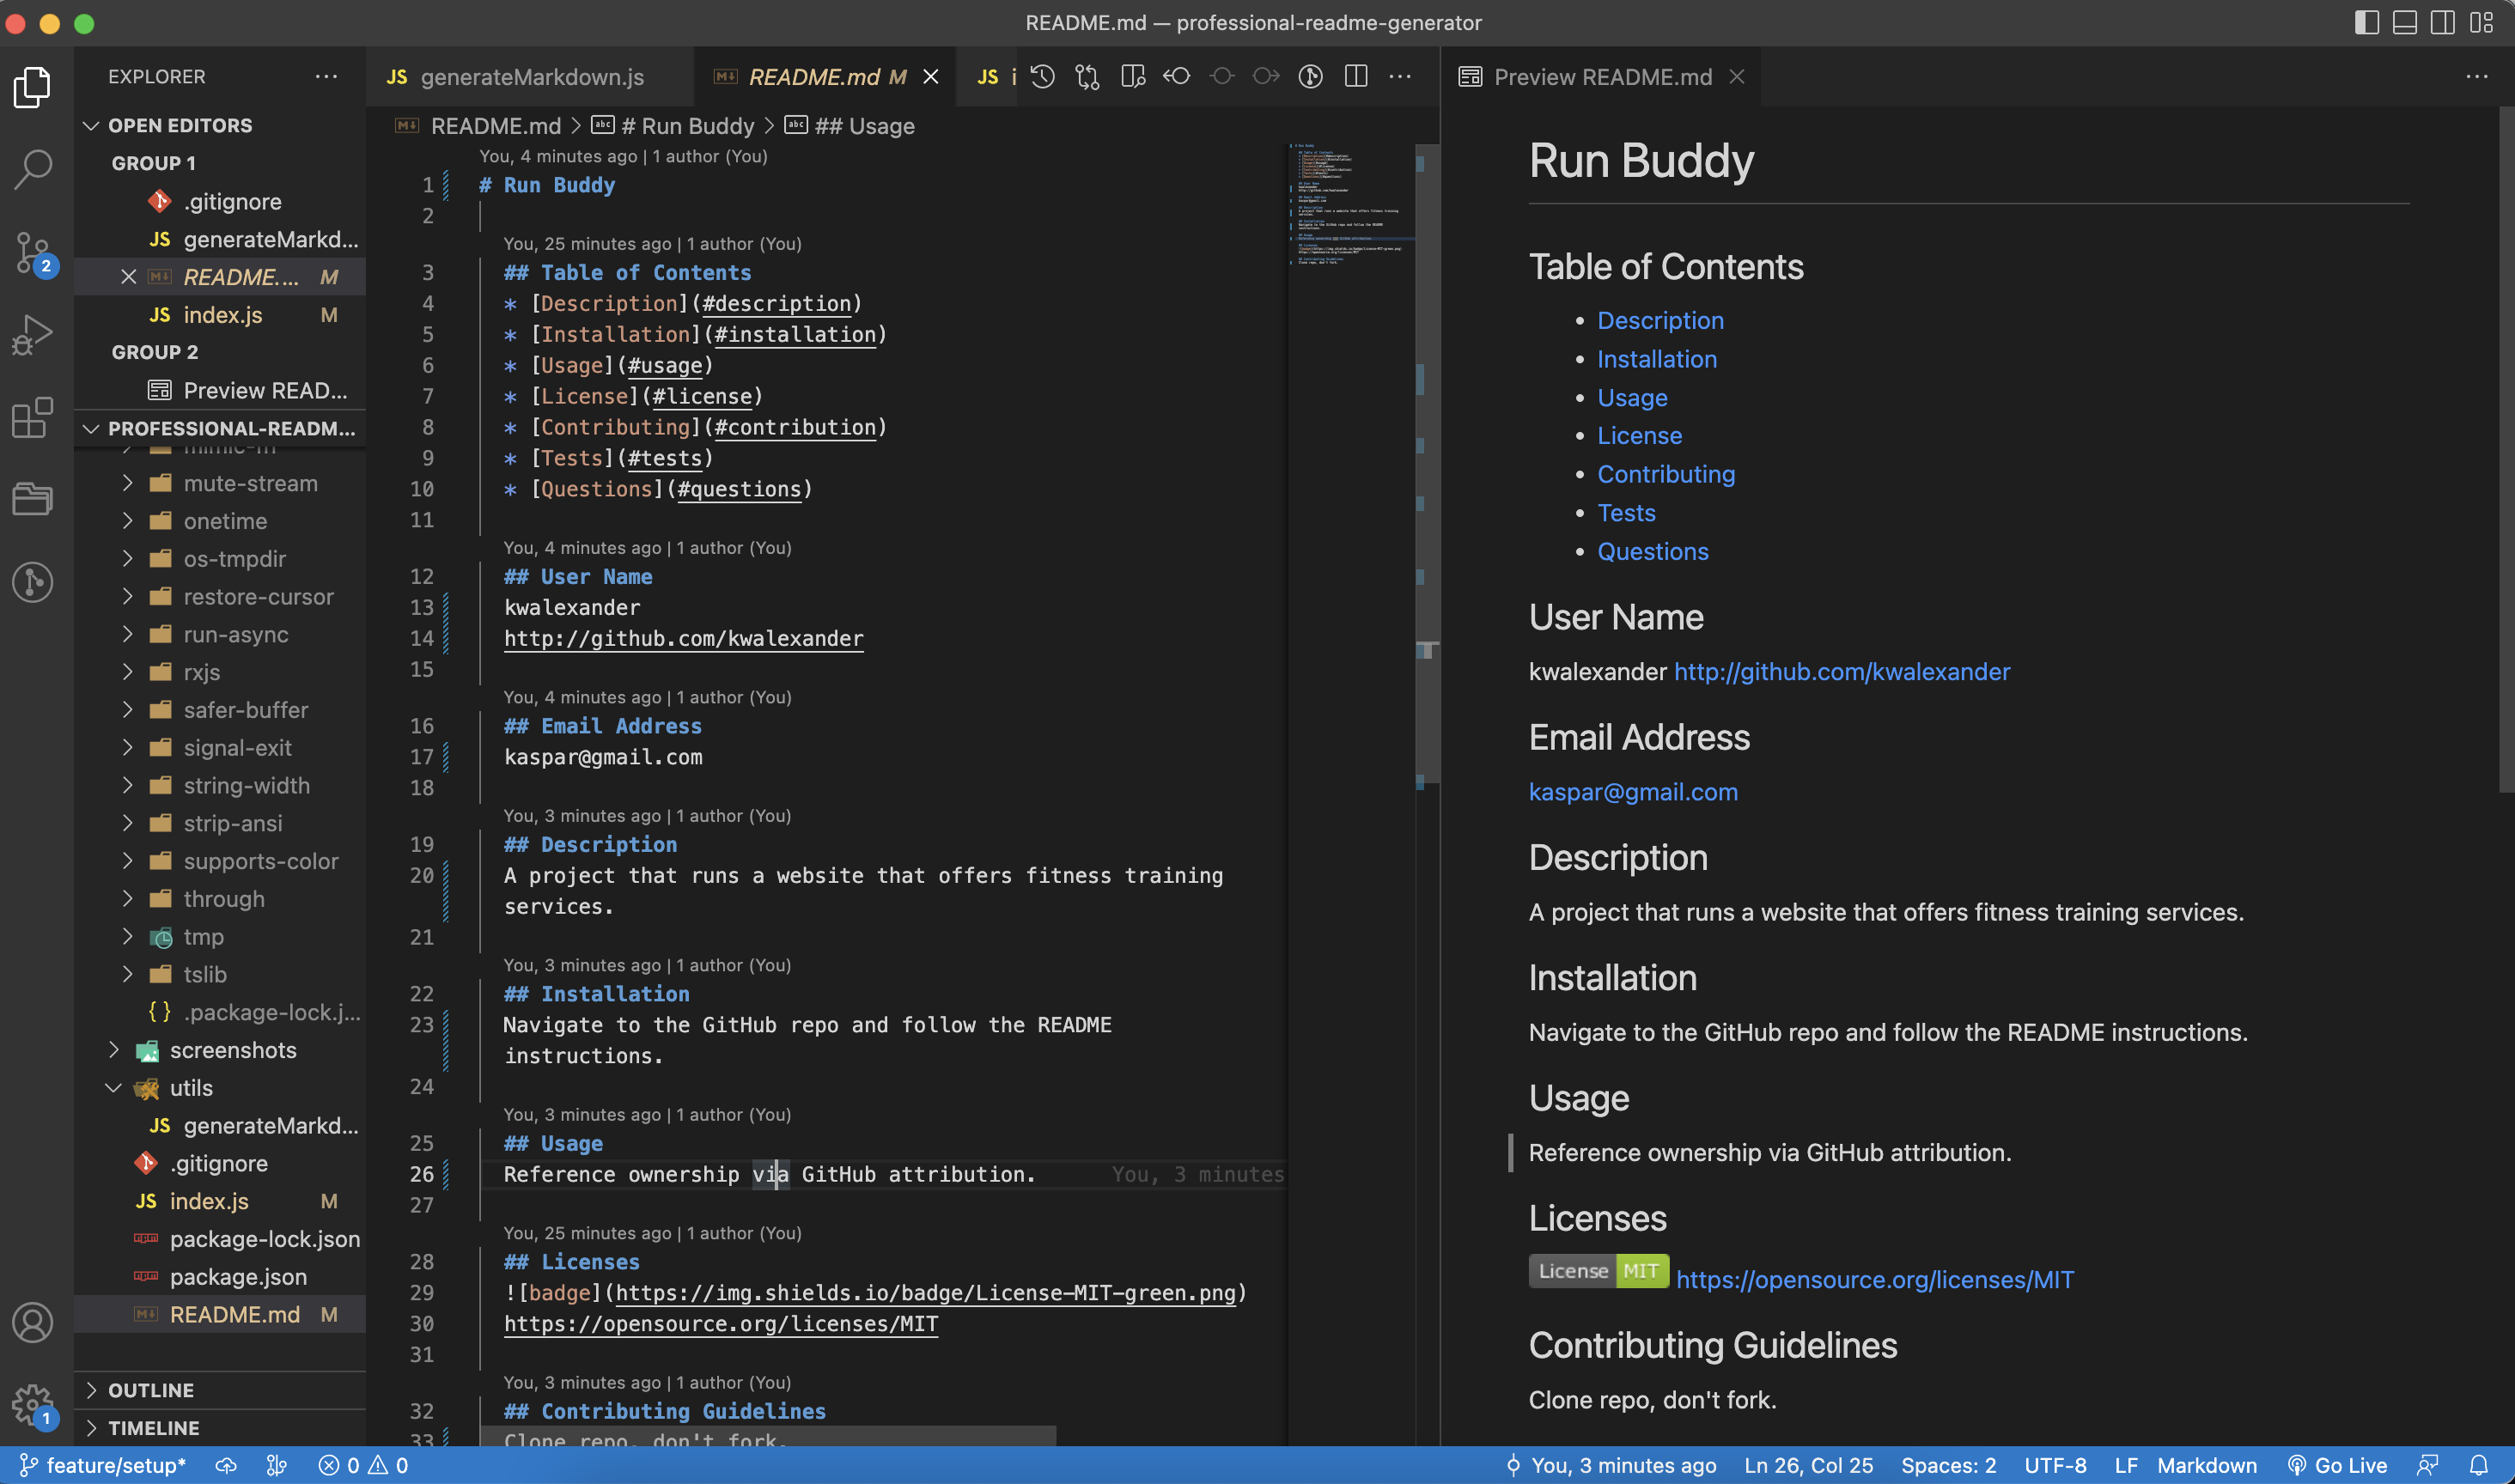 README.md — professional-readme-generator
EXPLORER
OPEN EDITORS
GROUP 1
.gitignore
JS generateMarkd...
README.... M
JS index.js M
GROUP 2
Preview READ...
PROFESSIONAL-READM...
mute-stream
onetime
os-tmpdir
restore-cursor
run-async
rxjs
safer-buffer
signal-exit
string-width
strip-ansi
supports-color
through
tmp
tslib
{} .package-lock.j...
screenshots
utils
JS generateMarkd...
.gitignore
JS index.js M
package-lock.json
package.json
README.md M
OUTLINE
TIMELINE
2
1
JS generateMarkdown.js
README.md M
JS i
README.md > # Run Buddy > ## Usage
You, 4 minutes ago | 1 author (You)
1 # Run Buddy
2
You, 25 minutes ago | 1 author (You)
3 ## Table of Contents
4 * [Description](#description)
5 * [Installation](#installation)
6 * [Usage](#usage)
7 * [License](#license)
8 * [Contributing](#contribution)
9 * [Tests](#tests)
10 * [Questions](#questions)
11
You, 4 minutes ago | 1 author (You)
12 ## User Name
13 kwalexander
14 http://github.com/kwalexander
15
You, 4 minutes ago | 1 author (You)
16 ## Email Address
17 kaspar@gmail.com
18
You, 3 minutes ago | 1 author (You)
19 ## Description
20 A project that runs a website that offers fitness training
services.
21
You, 3 minutes ago | 1 author (You)
22 ## Installation
23 Navigate to the GitHub repo and follow the README
instructions.
24
You, 3 minutes ago | 1 author (You)
25 ## Usage
26 Reference ownership via GitHub attribution. You, 3 minutes
27
You, 25 minutes ago | 1 author (You)
28 ## Licenses
29 ![badge](https://img.shields.io/badge/License-MIT-green.png)
30 https://opensource.org/licenses/MIT
31
You, 3 minutes ago | 1 author (You)
32 ## Contributing Guidelines
33 Clone repo, don't fork.
Preview README.md
Run Buddy
Table of Contents
• Description
• Installation
• Usage
• License
• Contributing
• Tests
• Questions
User Name
kwalexander http://github.com/kwalexander
Email Address
kaspar@gmail.com
Description
A project that runs a website that offers fitness training services.
Installation
Navigate to the GitHub repo and follow the README instructions.
Usage
Reference ownership via GitHub attribution.
Licenses
License MIT https://opensource.org/licenses/MIT
Contributing Guidelines
Clone repo, don't fork.
feature/setup* 0 0 You, 3 minutes ago Ln 26, Col 25 Spaces: 2 UTF-8 LF Markdown Go Live